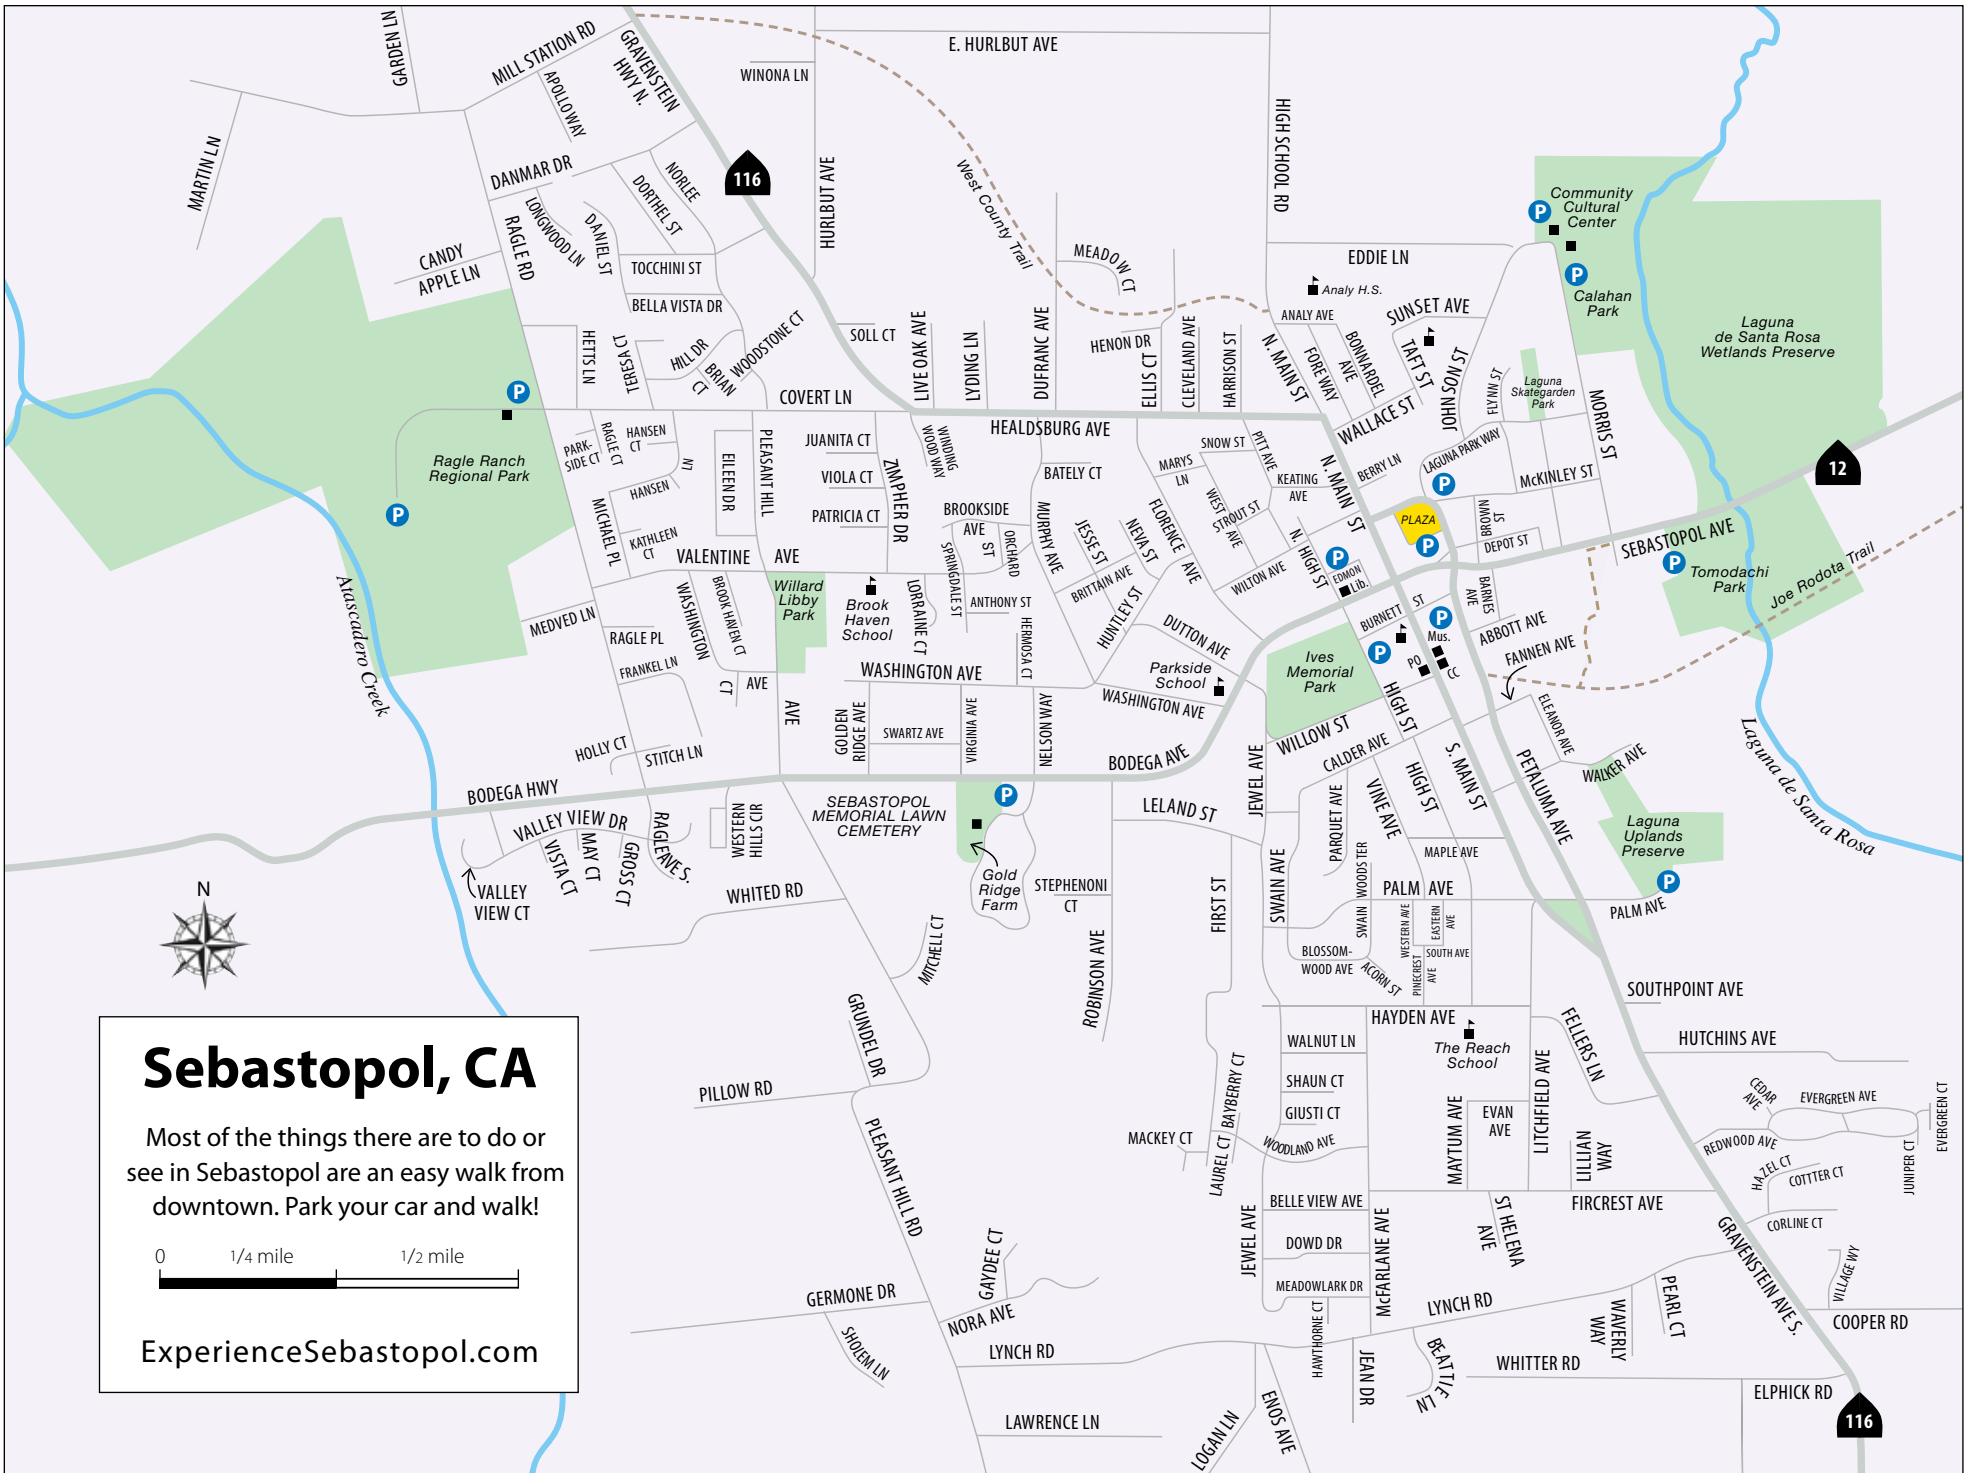 GARDEN LN
MILL STATION RD
GRAVENSTEIN
HWY N.
APOLLO WAY
MARTIN LN
WINONA LN
E. HURLBUT AVE
HURLBUT AVE
HIGH SCHOOL RD
116
West County Trail
DANMAR DR
NORLEE
DORTHEL ST
LONGWOOD LN
DANIEL ST
RAGLE RD
CANDY
APPLE LN
TOCCHINI ST
BELLA VISTA DR
MEADOW CT
EDDIE LN
Analy H.S.
Community
Cultural
Center
P
P
Calahan
Park
Laguna
de Santa Rosa
Wetlands Preserve
HETTS LN
TERESA CT
HILL DR
BRIAN
CT
WOODSTONE CT
SOLL CT
LIVE OAK AVE
LYDING LN
DUFRANC AVE
HENON DR
ELLIS CT
CLEVELAND AVE
HARRISON ST
N. MAIN ST
ANALY AVE
FORE WAY
BONNARDEL
AVE
SUNSET AVE
TAFT ST
JOHNSON ST
FLYNN ST
Laguna
Skategarden
Park
MORRIS ST
WALLACE ST
COVERT LN
HEALDSBURG AVE
P
Ragle Ranch
Regional Park
P
PARK-
SIDE CT
RAGLE CT
HANSEN
CT
HANSEN
LN
MICHAEL PL
KATHLEEN
CT
EILEEN DR
PLEASANT HILL
AVE
JUANITA CT
VIOLA CT
PATRICIA CT
ZIMPHER DR
WINDING
WOOD WAY
BATELY CT
BROOKSIDE
AVE
ORCHARD
ST
SPRINGDALE ST
MURPHY AVE
JESSE ST
NEVA ST
FLORENCE AVE
MARYS
LN
SNOW ST
PITT AVE
WEST
AVE
STROUT ST
KEATING
AVE
N. MAIN ST
BERRY LN
LAGUNA PARK WAY
P
McKINLEY ST
BROWN
ST
DEPOT ST
PLAZA
P
12
SEBASTOPOL AVE
P
Tomodachi
Park
Joe Rodota Trail
VALENTINE AVE
Willard
Libby
Park
Brook
Haven
School
WASHINGTON
AVE
CT
BROOK HAVEN CT
LORRAINE CT
ANTHONY ST
HERMOSA CT
BRITTAIN AVE
HUNTLEY ST
WILTON AVE
N. HIGH ST
P
EDMON
Lib.
BURNETT ST
P
Mus.
PO
CC
P
BARNES
AVE
ABBOTT AVE
FANNEN AVE
Atascadero Creek
MEDVED LN
RAGLE PL
FRANKEL LN
WASHINGTON AVE
DUTTON AVE
Parkside
School
WASHINGTON AVE
Ives
Memorial
Park
HIGH ST
WILLOW ST
CALDER AVE
ELEANOR AVE
WALKER AVE
Laguna de Santa Rosa
HOLLY CT
STITCH LN
GOLDEN
RIDGE AVE
SWARTZ AVE
VIRGINIA AVE
NELSON WAY
BODEGA AVE
JEWEL AVE
S. MAIN ST
PETALUMA AVE
BODEGA HWY
VALLEY VIEW DR
VISTA CT
MAY CT
GROSS CT
RAGLE AVE S.
WESTERN
HILLS CIR
VALLEY
VIEW CT
SEBASTOPOL
MEMORIAL LAWN
CEMETERY
P
Gold
Ridge
Farm
LELAND ST
STEPHENONI
CT
ROBINSON AVE
FIRST ST
SWAIN AVE
PARQUET AVE
VINE AVE
HIGH ST
MAPLE AVE
Laguna
Uplands
Preserve
P
SWAIN
WOODSTER
PALM AVE
PALM AVE
WESTERN AVE
EASTERN
AVE
SOUTH AVE
PINECREST
AVE
BLOSSOM-
WOOD AVE
ACORN ST
WHITED RD
MITCHELL CT
N
GRUNDEL DR
PILLOW RD
PLEASANT HILL RD
HAYDEN AVE
The Reach
School
SOUTHPOINT AVE
HUTCHINS AVE
FELLERS LN
LITCHFIELD AVE
WALNUT LN
SHAUN CT
GIUSTI CT
WOODLAND AVE
MACKEY CT
LAUREL CT
BAYBERRY CT
MAYTUM AVE
EVAN
AVE
LILLIAN
WAY
CEDAR
AVE
EVERGREEN AVE
EVERGREEN CT
REDWOOD AVE
JUNIPER CT
HAZEL CT
COTTTER CT
CORLINE CT
BELLE VIEW AVE
DOWD DR
MEADOWLARK DR
JEWEL AVE
McFARLANE AVE
HAWTHORNE CT
FIRCREST AVE
ST HELENA
AVE
GRAVENSTEIN AVE S.
VILLAGE WY
COOPER RD
LYNCH RD
PEARL CT
WAVERLY
WAY
WHITTER RD
ELPHICK RD
116
BEATTIE LN
JEAN DR
GERMONE DR
SHOLEM LN
GAYDEE CT
NORA AVE
LYNCH RD
LAWRENCE LN
LOGAN LN
ENOS AVE
Sebastopol, CA
Most of the things there are to do or
see in Sebastopol are an easy walk from
downtown. Park your car and walk!
0 1/4 mile 1/2 mile
ExperienceSebastopol.com